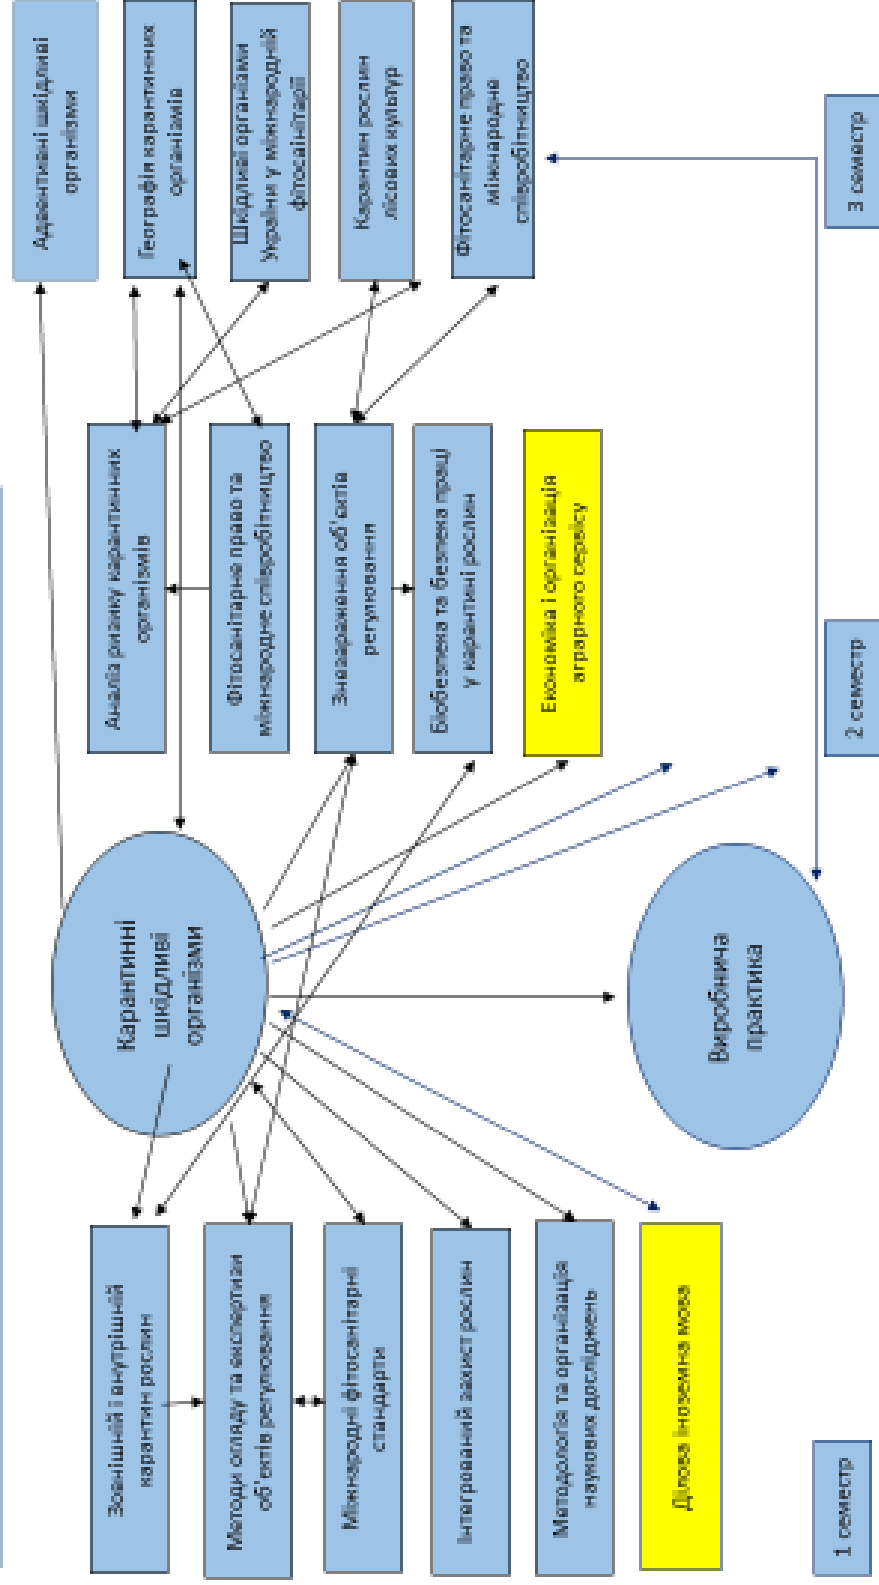 Зовнішній і внутрішній
карантин рослин
Методи огляду та експертизи
об'єктів регулювання
Міжнародні фітосанітарні
стандарти
Інтегрований захист рослин
Методологія та організація
наукових досліджень
Ділова іноземна мова
1 семестр
Карантинні
шкідливі
організми
Виробнича
практика
Аналіз ризику карантинних
організмів
Фітосанітарне право та
міжнародне співробітництво
Знезараження об'єктів
регулювання
Біобезпека та безпека праці
у карантині рослин
Економіка і організація
аграрного сервісу
2 семестр
Адвентивні шкідливі
організми
Географія карантинних
організмів
Шкідливі організми
України у міжнародній
фітосанітарії
Карантин рослин
лісових культур
Фітосанітарне право та
міжнародне
співробітництво
3 семестр